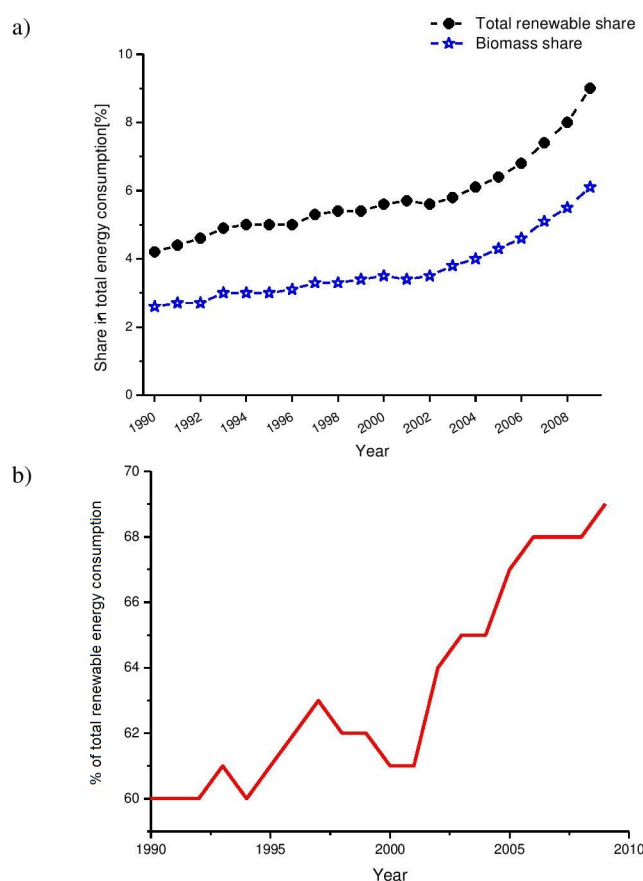 a)
Total renewable share
Biomass share
10
8
6
4
2
0
Share in total energy consumption[%]
1990 1992 1994 1996 1998 2000 2002 2004 2006 2008
Year
b)
70
68
66
64
62
60
% of total renewable energy consumption
1990 1995 2000 2005 2010
Year